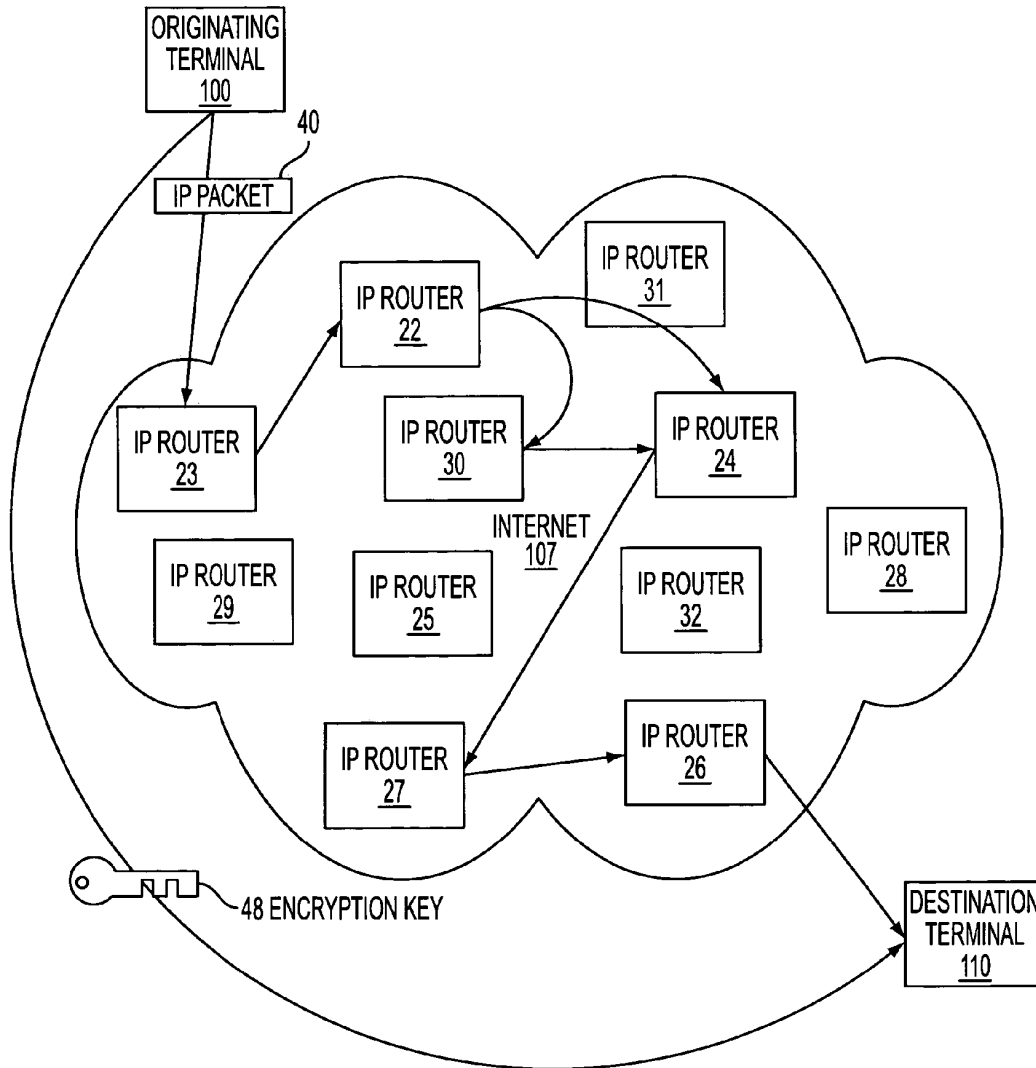 ORIGINATING
TERMINAL
100
40
IP PACKET
IP ROUTER
31
IP ROUTER
22
IP ROUTER
23
IP ROUTER
30
IP ROUTER
24
INTERNET
107
IP ROUTER
28
IP ROUTER
29
IP ROUTER
25
IP ROUTER
32
IP ROUTER
27
IP ROUTER
26
48 ENCRYPTION KEY
DESTINATION
TERMINAL
110